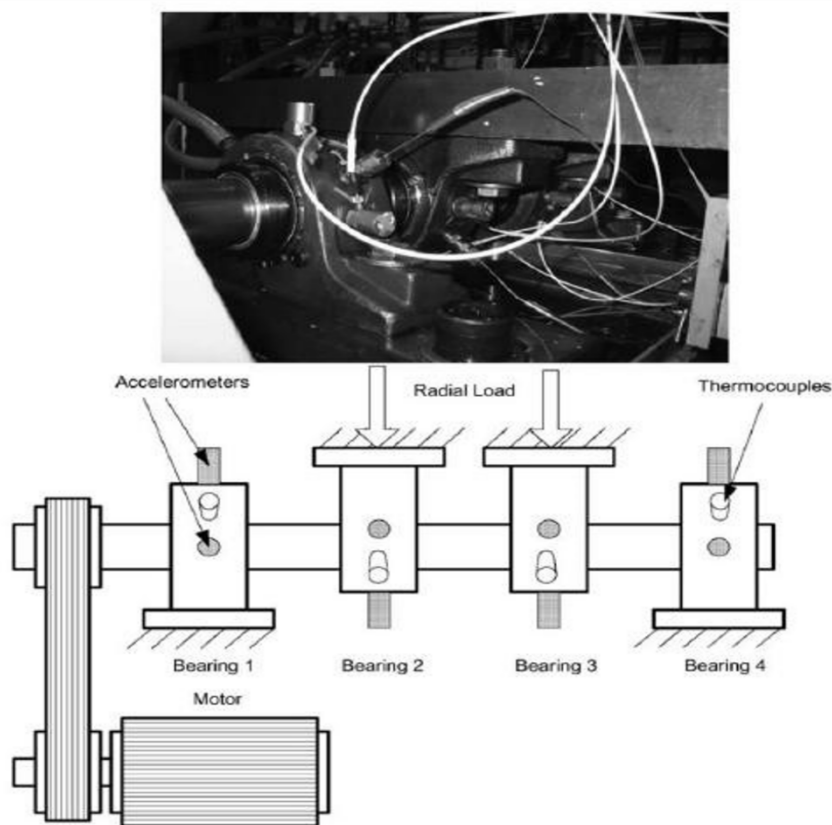 Accelerometers
Radial Load
Thermocouples
Bearing 1
Bearing 2
Bearing 3
Bearing 4
Motor